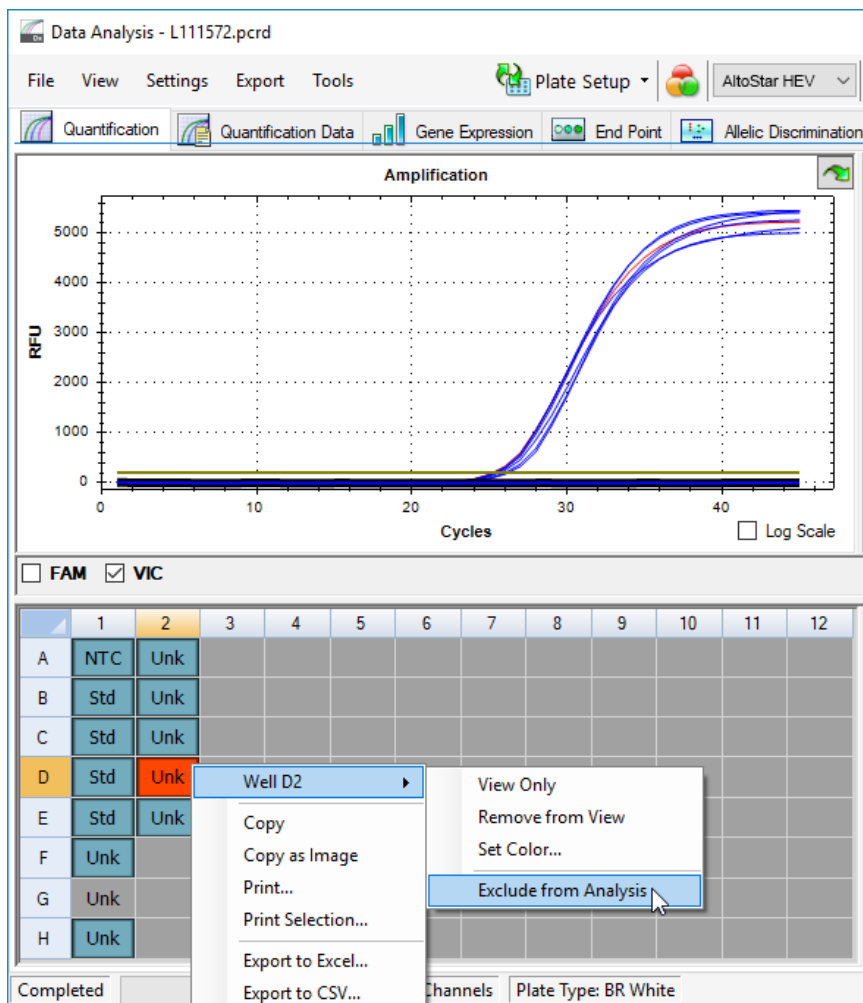 Data Analysis - L111572.pcrd
File View Settings Export Tools Plate Setup AltoStar HEV
Quantification Quantification Data Gene Expression End Point Allelic Discrimination
Amplification
5000
4000
3000
2000
1000
0
RFU
0 10 20 30 40
Cycles
Log Scale
FAM VIC
1 2 3 4 5 6 7 8 9 10 11 12
A NTC Unk
B Std Unk
C Std Unk
D Std Unk
E Std Unk
F Unk
G Unk
H Unk
Well D2
Copy
Copy as Image
Print...
Print Selection...
Export to Excel...
Export to CSV...
View Only
Remove from View
Set Color...
Exclude from Analysis
Completed Channels Plate Type: BR White